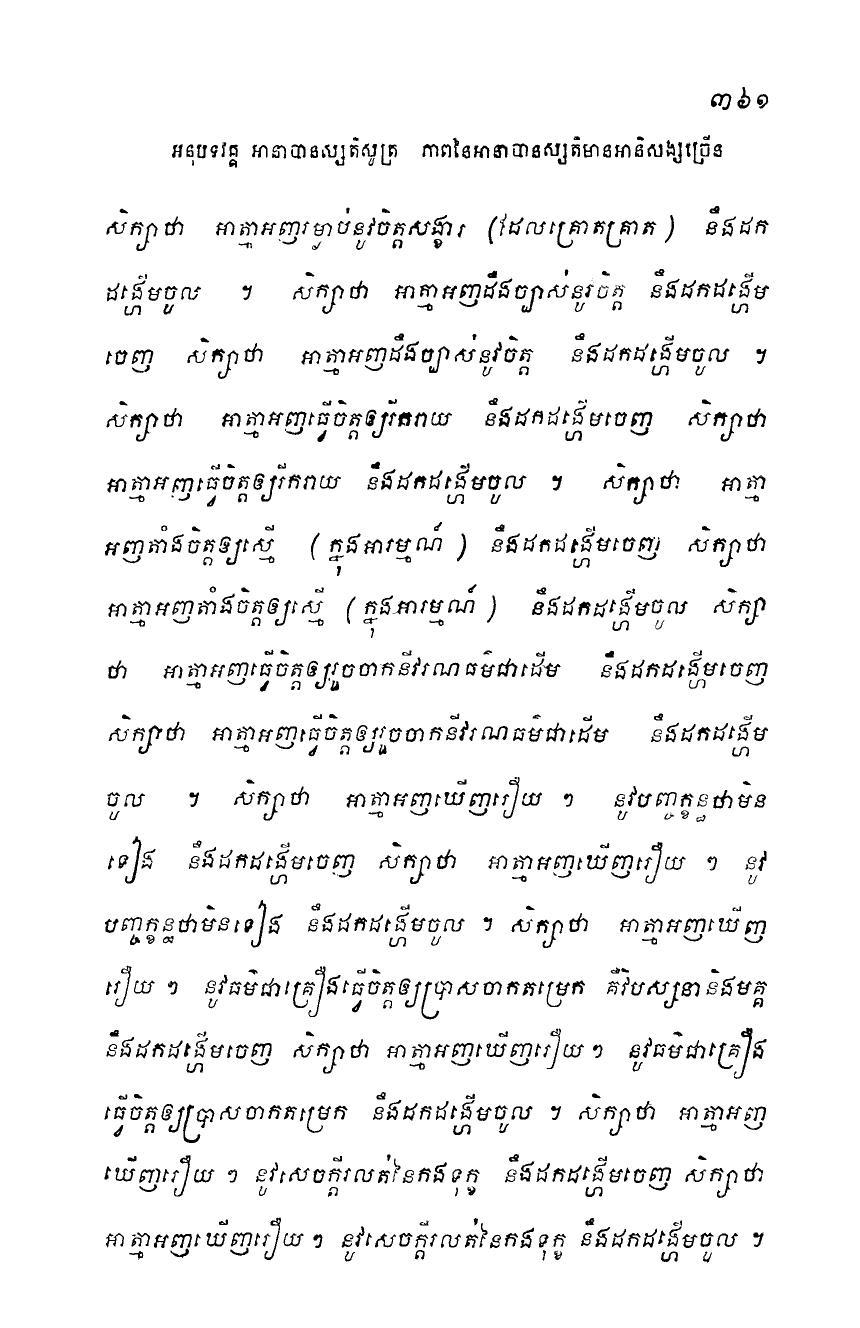 ៣៦១
អនុបទវគ្គ អានាបានស្សតិសូត្រ ភាពនៃអានាបានស្សតិមានអានិសង្សច្រើន
សិក្សាថា អាត្មាអញរម្ងាប់នូវចិត្តសង្ខារ (ដែលគ្រោតគ្រាត) នឹងដក
ដង្ហើមចូល ។ សិក្សាថា អាត្មាអញដឹងច្បាស់នូវចិត្ត នឹងដកដង្ហើម
ចេញ សិក្សាថា អាត្មាអញដឹងច្បាស់នូវចិត្ត នឹងដកដង្ហើមចូល ។
សិក្សាថា អាត្មាអញធ្វើចិត្តឲ្យរីករាយ នឹងដកដង្ហើមចេញ សិក្សាថា
អាត្មាអញធ្វើចិត្តឲ្យរីករាយ នឹងដកដង្ហើមចូល ។ សិក្សាថា អាត្មា
អញតាំងចិត្តឲ្យស្មើ (ក្នុងអារម្មណ៍) នឹងដកដង្ហើមចេញ សិក្សាថា
អាត្មាអញតាំងចិត្តឲ្យស្មើ (ក្នុងអារម្មណ៍) នឹងដកដង្ហើមចូល សិក្សា
ថា អាត្មាអញធ្វើចិត្តឲ្យរួចចាកនីវរណធម៌ជាដើម នឹងដកដង្ហើមចេញ
សិក្សាថា អាត្មាអញធ្វើចិត្តឲ្យរួចចាកនីវរណធម៌ជាដើម នឹងដកដង្ហើម
ចូល ។ សិក្សាថា អាត្មាអញឃើញរឿយ ៗ នូវបញ្ចក្ខន្ធថាមិន
ទៀង នឹងដកដង្ហើមចេញ សិក្សាថា អាត្មាអញឃើញរឿយ ៗ នូវ
បញ្ចក្ខន្ធថាមិនទៀង នឹងដកដង្ហើមចូល ។ សិក្សាថា អាត្មាអញឃើញ
រឿយ ៗ នូវធម៌ជាគ្រឿងធ្វើចិត្តឲ្យប្រាសចាកតម្រេក គឺវិបស្សនានិងមគ្គ
នឹងដកដង្ហើមចេញ សិក្សាថា អាត្មាអញឃើញរឿយ ៗ នូវធម៌ជាគ្រឿង
ធ្វើចិត្តឲ្យប្រាសចាកតម្រេក នឹងដកដង្ហើមចូល ។ សិក្សាថា អាត្មាអញ
ឃើញរឿយ ៗ នូវសេចក្តីរលត់នៃកងទុក្ខ នឹងដកដង្ហើមចេញ សិក្សាថា
អាត្មាអញឃើញរឿយ ៗ នូវសេចក្តីរលត់នៃកងទុក្ខ នឹងដកដង្ហើមចូល ។